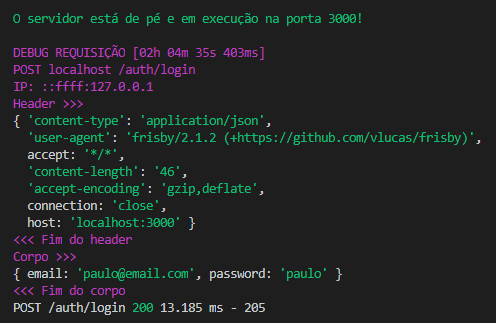 O servidor está de pé e em execução na porta 3000!
DEBUG REQUISIÇÃO [02h 04m 35s 403ms]
POST localhost /auth/login
IP: ::ffff:127.0.0.1
Header >>>
{ 'content-type': 'application/json',
'user-agent': 'frisby/2.1.2 (+https://github.com/vlucas/frisby)',
accept: '*/*',
'content-length': '46',
'accept-encoding': 'gzip,deflate',
connection: 'close',
host: 'localhost:3000' }
<<< Fim do header
Corpo >>>
{ email: 'paulo@email.com', password: 'paulo' }
<<< Fim do corpo
POST /auth/login 200 13.185 ms - 205